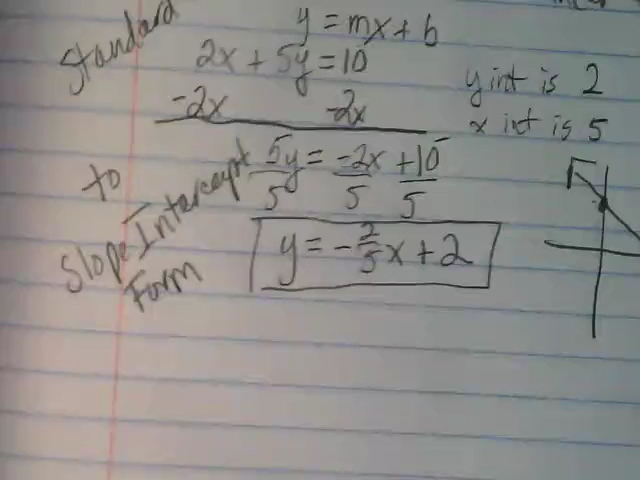 y = mx + b
Standard
2x + 5y = 10
-2x -2x
y int is 2
x int is 5
to
Slope-Intercept
Form
5y = -2x + 10
5 5 5
y = -2/5x + 2